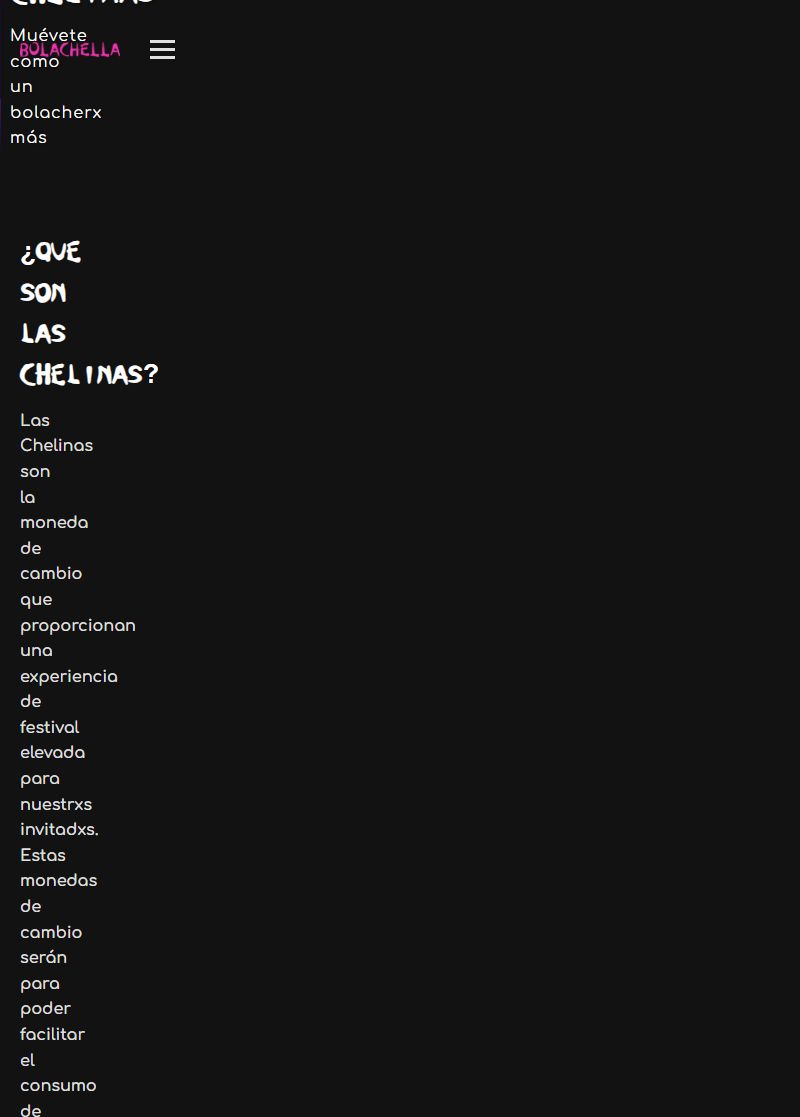 CHELINAS
Muévete
BOLACHELLA
como
un
bolacherx
más
¿QUE
SON
LAS
CHELINAS?
Las
Chelinas
son
la
moneda
de
cambio
que
proporcionan
una
experiencia
de
festival
elevada
para
nuestrxs
invitadxs.
Estas
monedas
de
cambio
serán
para
poder
facilitar
el
consumo
de